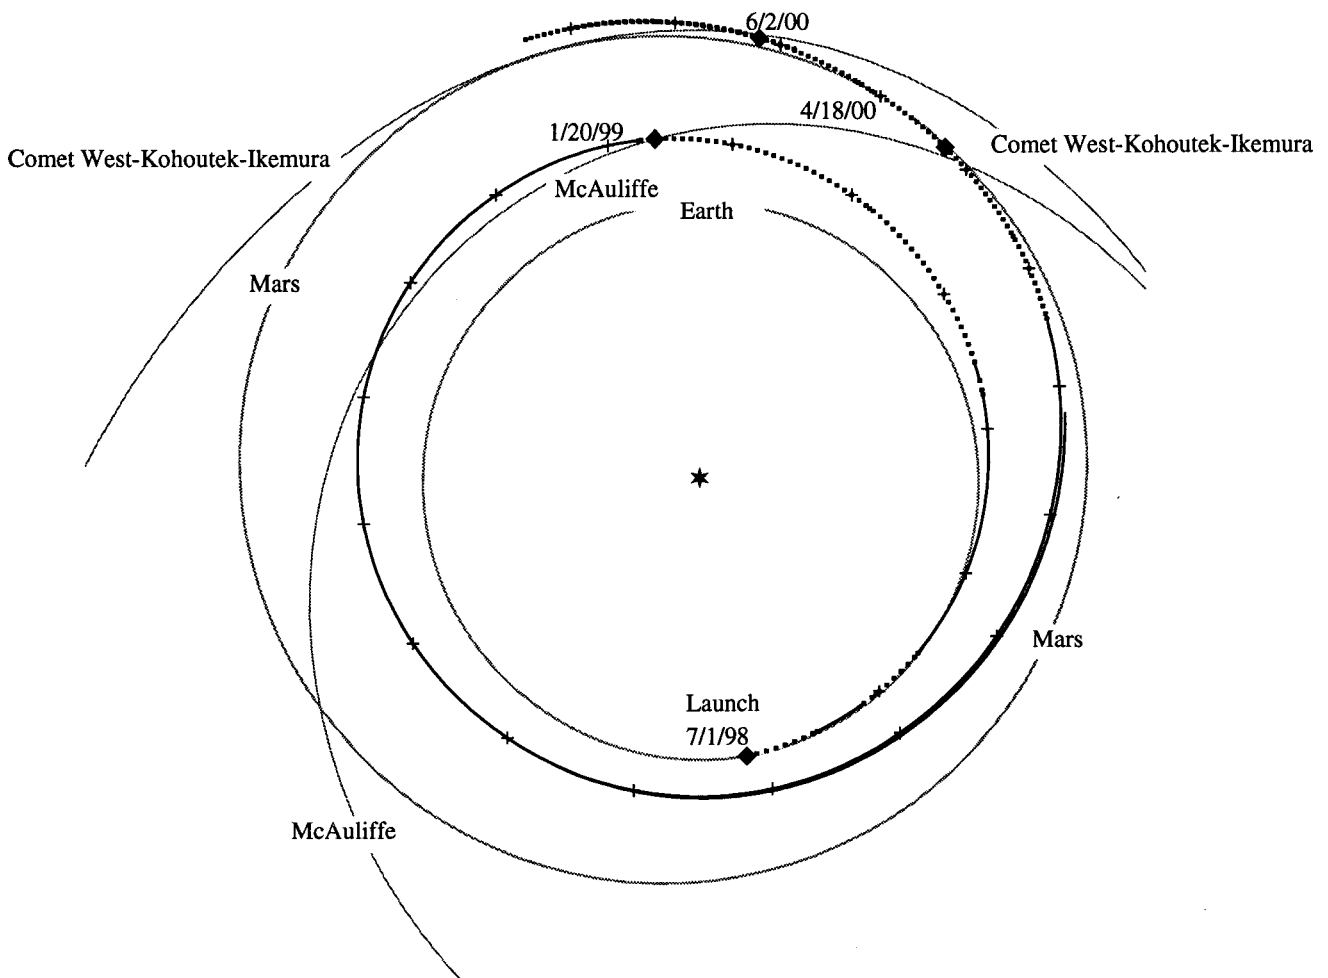 6/2/00
4/18/00
1/20/99
Comet West-Kohoutek-Ikemura
Comet West-Kohoutek-Ikemura
McAuliffe
Earth
Mars
Mars
Launch
7/1/98
McAuliffe